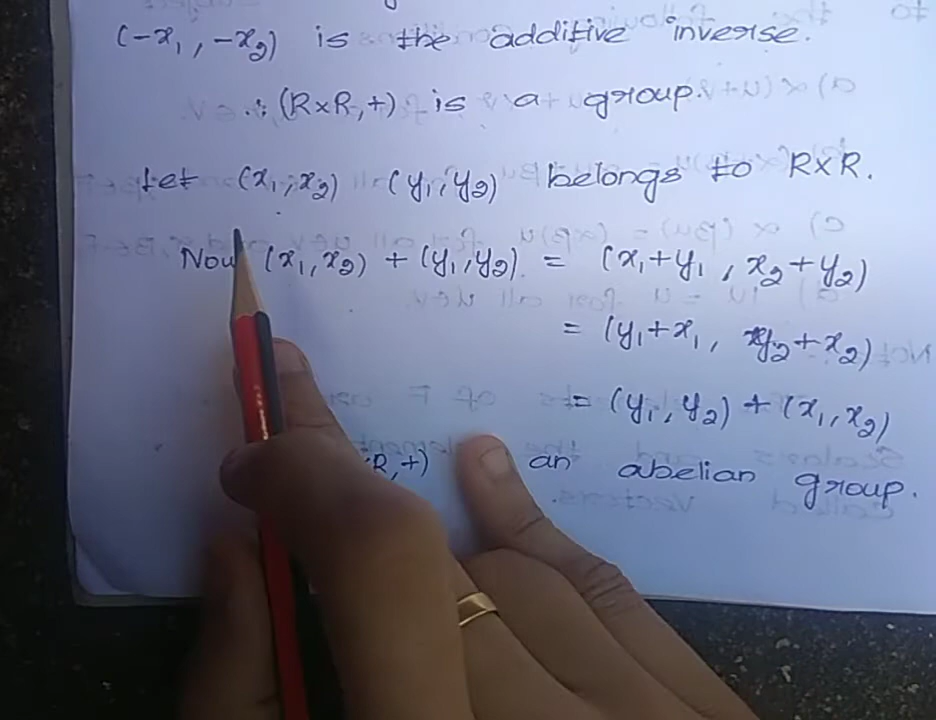 (-x₁, -x₂) is the additive inverse.
∴ (R×R, +) is a group.
Let (x₁, x₂) (y₁, y₂) belongs to R×R.
Now (x₁, x₂) + (y₁, y₂) = (x₁+y₁, x₂+y₂)
= (y₁+x₁, y₂+x₂)
= (y₁, y₂) + (x₁, x₂)
R, +) an abelian group.